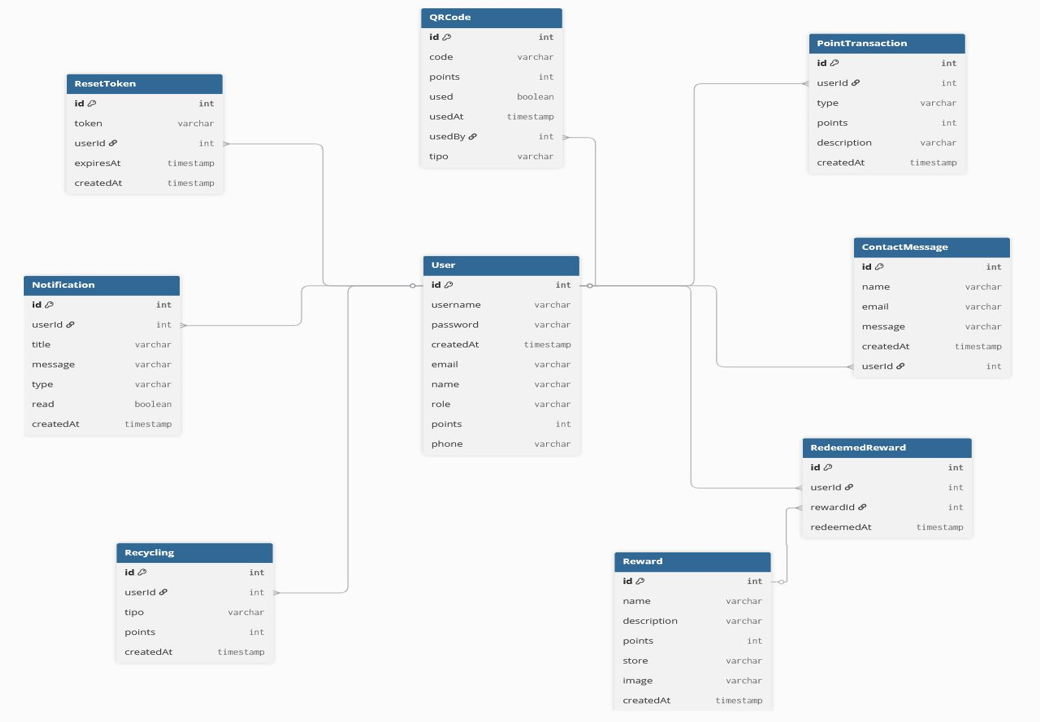 QRCode
id int
code varchar
points int
used boolean
usedAt timestamp
usedBy int
tipo varchar
PointTransaction
id int
userId int
type varchar
points int
description varchar
createdAt timestamp
ResetToken
id int
token varchar
userId int
expiresAt timestamp
createdAt timestamp
User
id int
username varchar
password varchar
createdAt timestamp
email varchar
name varchar
role varchar
points int
phone varchar
ContactMessage
id int
name varchar
email varchar
message varchar
createdAt timestamp
userId int
Notification
id int
userId int
title varchar
message varchar
type varchar
read boolean
createdAt timestamp
RedeemedReward
id int
userId int
rewardId int
redeemedAt timestamp
Recycling
id int
userId int
tipo varchar
points int
createdAt timestamp
Reward
id int
name varchar
description varchar
points int
store varchar
image varchar
createdAt timestamp